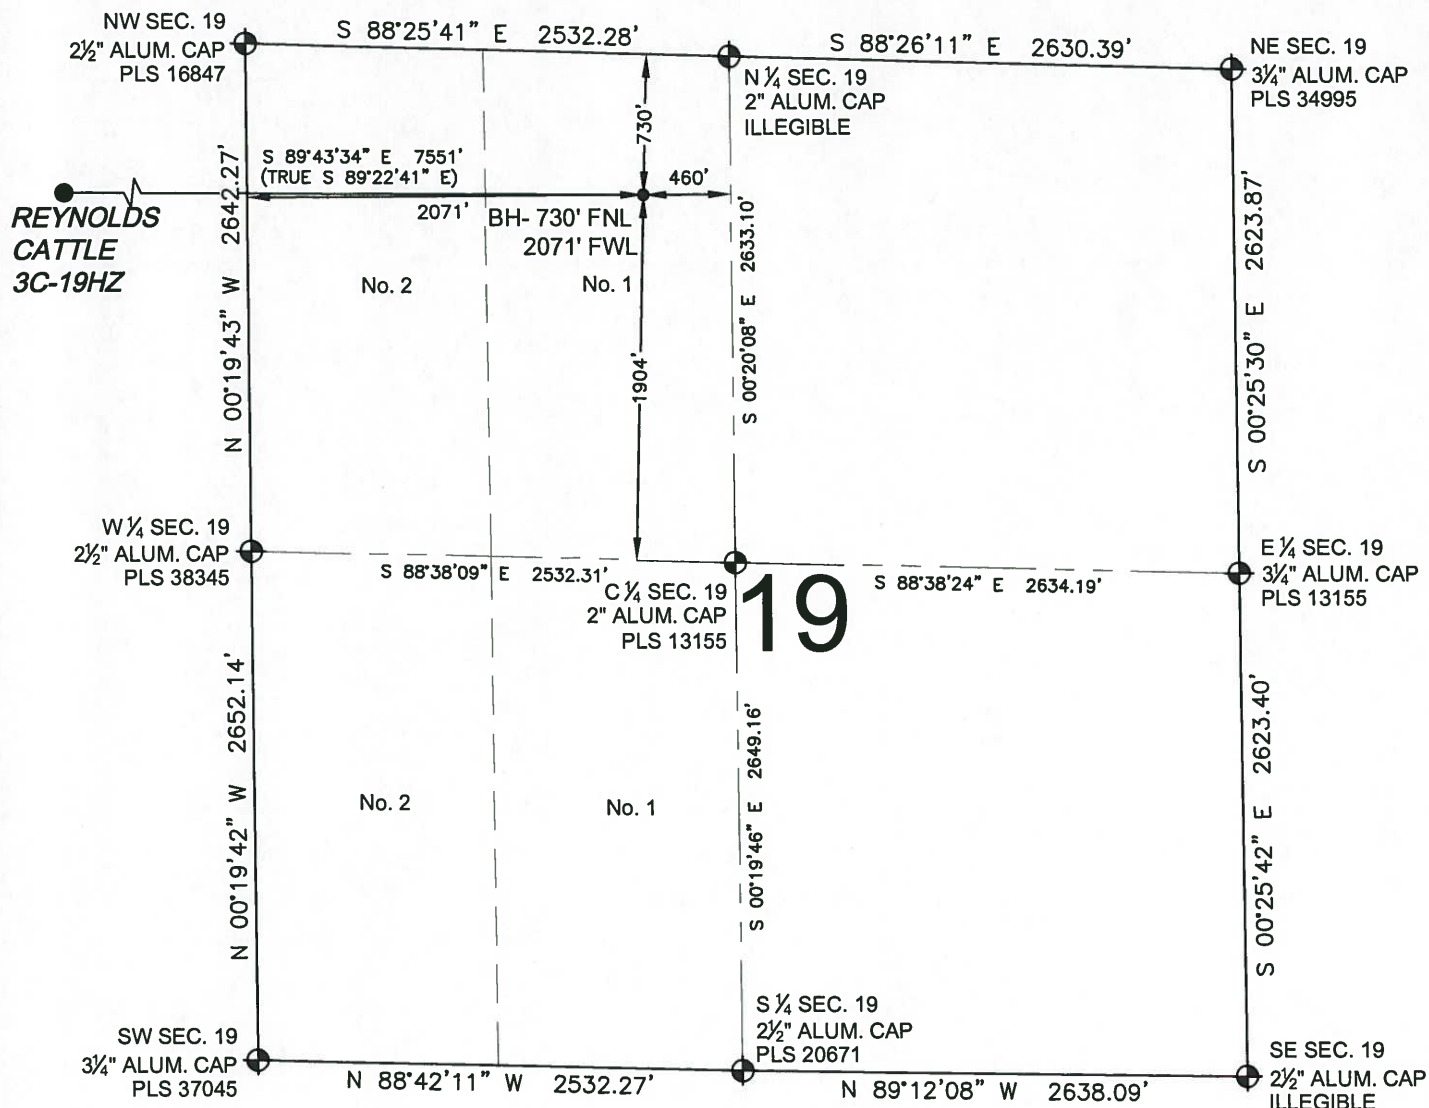 NW SEC. 19
2½" ALUM. CAP
PLS 16847
S 88°25'41" E 2532.28'
S 88°26'11" E 2630.39'
NE SEC. 19
3¼" ALUM. CAP
PLS 34995
N ¼ SEC. 19
2" ALUM. CAP
ILLEGIBLE
730'
S 89°43'34" E 7551'
(TRUE S 89°22'41" E)
460'
2071'
BH- 730' FNL
2071' FWL
REYNOLDS
CATTLE
3C-19HZ
N 00°19'43" W 2642.27'
No. 2
No. 1
1904'
S 00°20'08" E 2633.10'
S 00°25'30" E 2623.87'
W ¼ SEC. 19
2½" ALUM. CAP
PLS 38345
S 88°38'09" E 2532.31'
C ¼ SEC. 19
2" ALUM. CAP
PLS 13155
19
S 88°38'24" E 2634.19'
E ¼ SEC. 19
3¼" ALUM. CAP
PLS 13155
N 00°19'42" W 2652.14'
No. 2
No. 1
S 00°19'46" E 2649.16'
S 00°25'42" E 2623.40'
SW SEC. 19
3¼" ALUM. CAP
PLS 37045
N 88°42'11" W 2532.27'
S ¼ SEC. 19
2½" ALUM. CAP
PLS 20671
N 89°12'08" W 2638.09'
SE SEC. 19
2½" ALUM. CAP
ILLEGIBLE